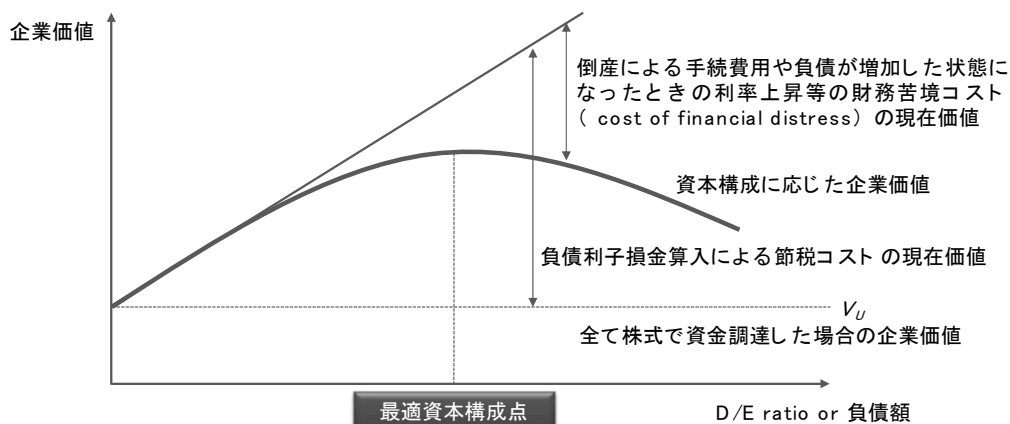 企業価値
倒産による手続費用や負債が増加した状態に
なったときの利率上昇等の財務苦境コスト
( cost of financial distress) の現在価値
資本構成に応じた企業価値
負債利子損金算入による節税コスト の現在価値
VU
全て株式で資金調達した場合の企業価値
最適資本構成点
D/E ratio or 負債額